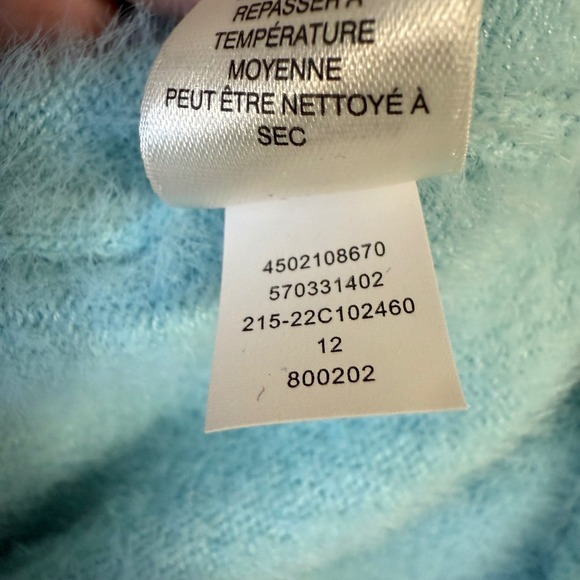 REPASSER À
TEMPÉRATURE
MOYENNE
PEUT ÊTRE NETTOYÉ À
SEC
4502108670
570331402
215-22C102460
12
800202